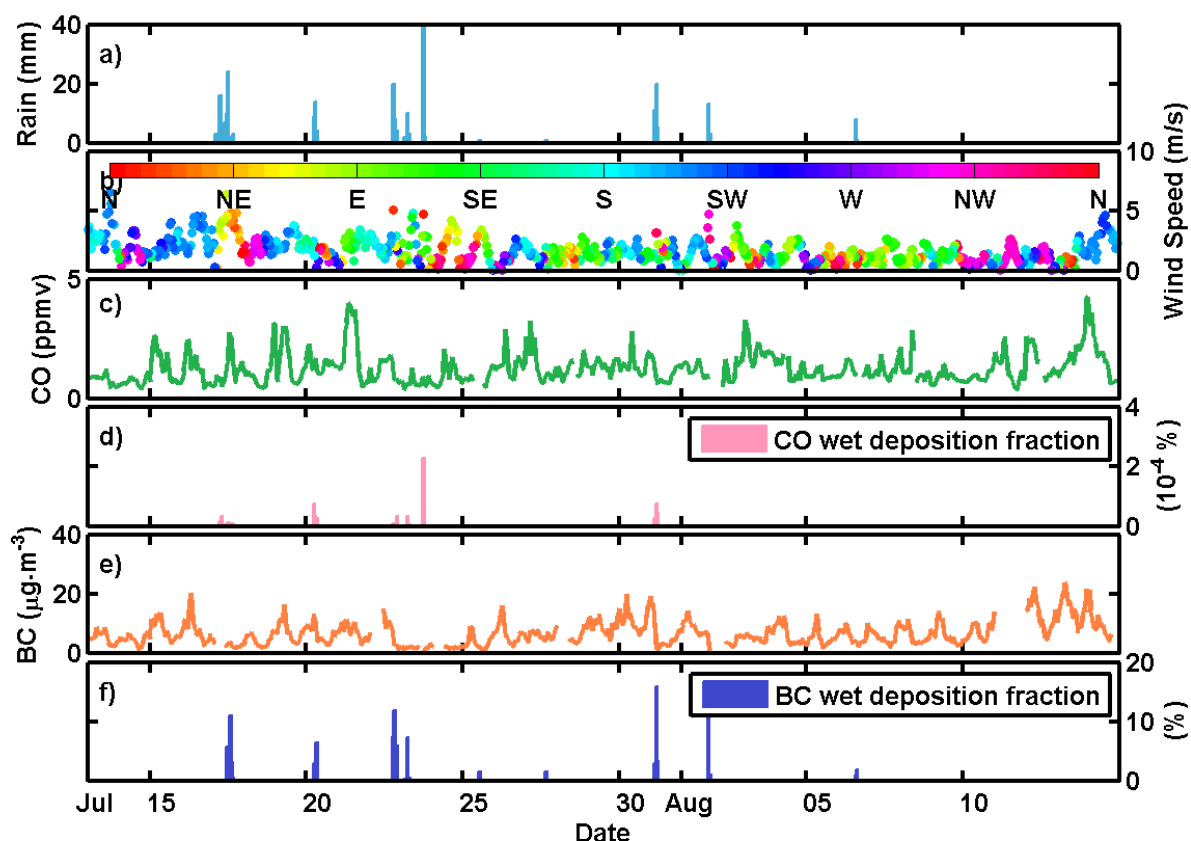 40
a)
Rain (mm)
20
0
10
Wind Speed (m/s)
b)
N NE E SE S SW W NW N
5
0
5
c)
CO (ppmv)
0
4
d)
CO wet deposition fraction
2
(10-4 %)
0
40
e)
BC (μg·m-3)
20
0
20
f)
BC wet deposition fraction
10
(%)
0
Jul 15 20 25 30 Aug 05 10
Date